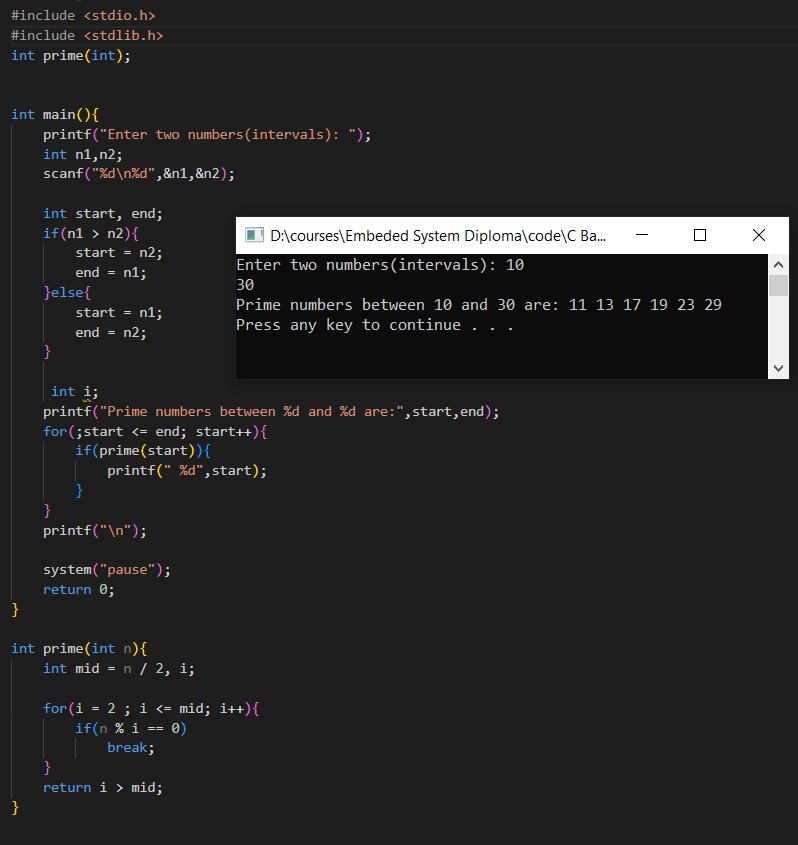 #include <stdio.h>
#include <stdlib.h>
int prime(int);
int main(){
    printf("Enter two numbers(intervals): ");
    int n1,n2;
    scanf("%d\n%d",&n1,&n2);
    int start, end;
    if(n1 > n2){
        start = n2;
        end = n1;
    }else{
        start = n1;
        end = n2;
    }
     int i;
    printf("Prime numbers between %d and %d are:",start,end);
    for(;start <= end; start++){
        if(prime(start)){
            printf(" %d",start);
        }
    }
    printf("\n");
    system("pause");
    return 0;
}
int prime(int n){
    int mid = n / 2, i;
    for(i = 2 ; i <= mid; i++){
        if(n % i == 0)
            break;
    }
    return i > mid;
}
D:\courses\Embeded System Diploma\code\C Ba...
Enter two numbers(intervals): 10
30
Prime numbers between 10 and 30 are: 11 13 17 19 23 29
Press any key to continue . . .